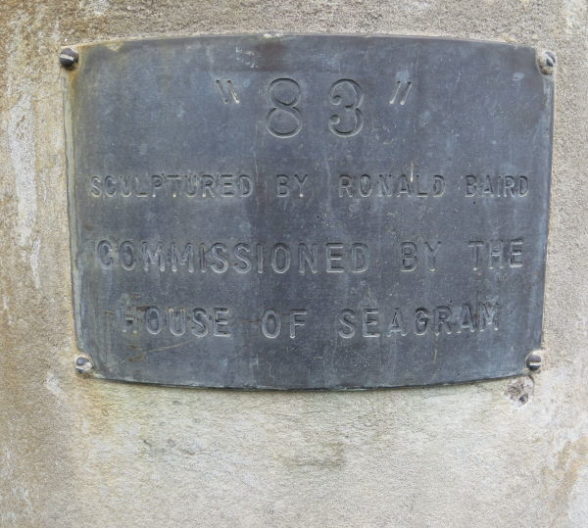 "83"
SCULPTURED BY RONALD BAIRD
COMMISSIONED BY THE
HOUSE OF SEAGRAM